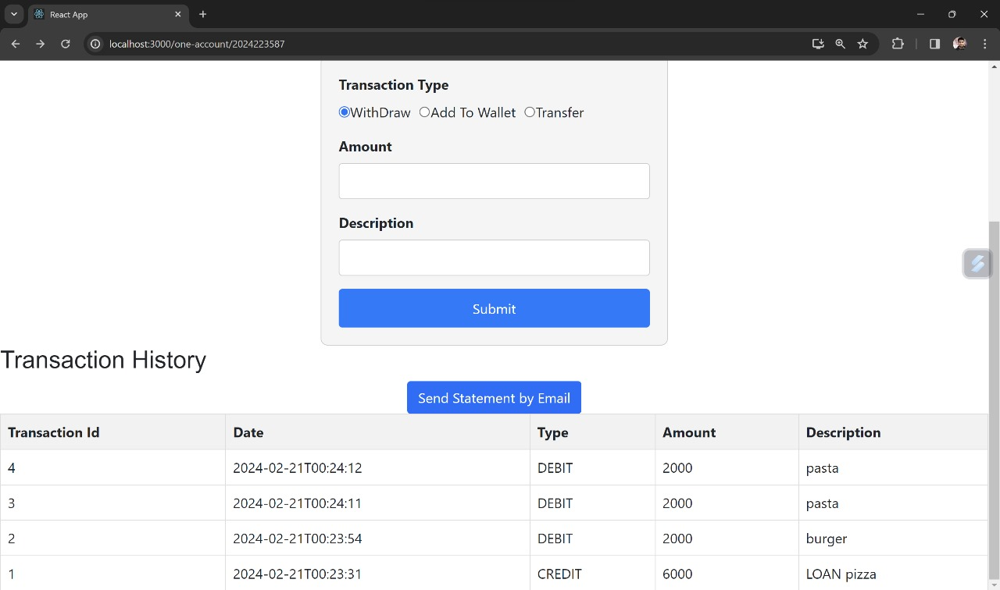 React App
localhost:3000/one-account/2024223587
Transaction Type
WithDraw Add To Wallet Transfer
Amount
Description
Submit
Transaction History
Send Statement by Email
Transaction Id Date Type Amount Description
4 2024-02-21T00:24:12 DEBIT 2000 pasta
3 2024-02-21T00:24:11 DEBIT 2000 pasta
2 2024-02-21T00:23:54 DEBIT 2000 burger
1 2024-02-21T00:23:31 CREDIT 6000 LOAN pizza